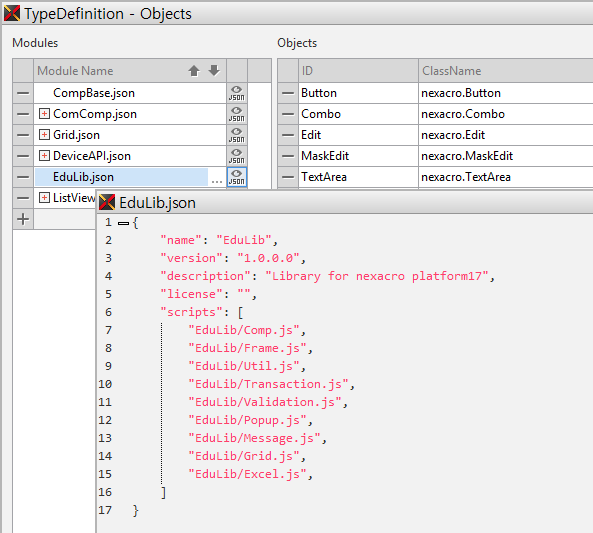 TypeDefinition - Objects
Modules
Module Name
JSON
CompBase.json
JSON
ComComp.json
JSON
Grid.json
JSON
DeviceAPI.json
JSON
EduLib.json ...
JSON
ListView
Objects
ID ClassName
Button nexacro.Button
Combo nexacro.Combo
Edit nexacro.Edit
MaskEdit nexacro.MaskEdit
TextArea nexacro.TextArea
EduLib.json
1 {
2 "name": "EduLib",
3 "version": "1.0.0.0",
4 "description": "Library for nexacro platform17",
5 "license": "",
6 "scripts": [
7 "EduLib/Comp.js",
8 "EduLib/Frame.js",
9 "EduLib/Util.js",
10 "EduLib/Transaction.js",
11 "EduLib/Validation.js",
12 "EduLib/Popup.js",
13 "EduLib/Message.js",
14 "EduLib/Grid.js",
15 "EduLib/Excel.js",
16 ]
17 }